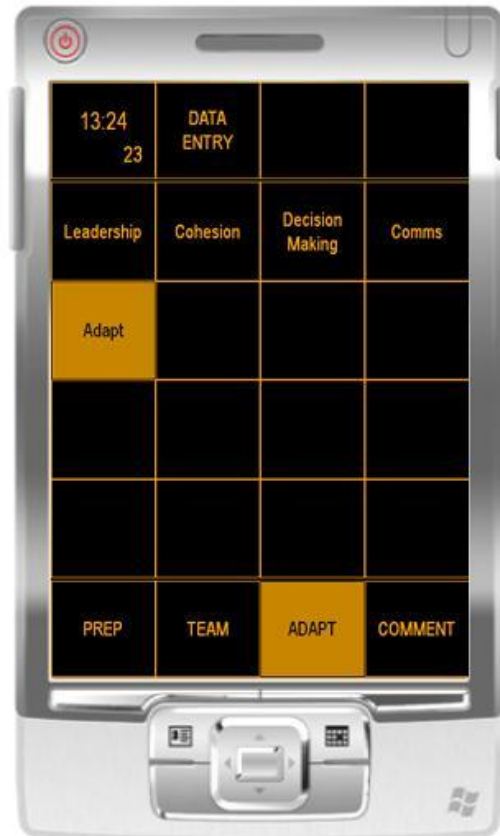 13:24
23
DATA
ENTRY
Leadership
Cohesion
Decision
Making
Comms
Adapt
PREP
TEAM
ADAPT
COMMENT